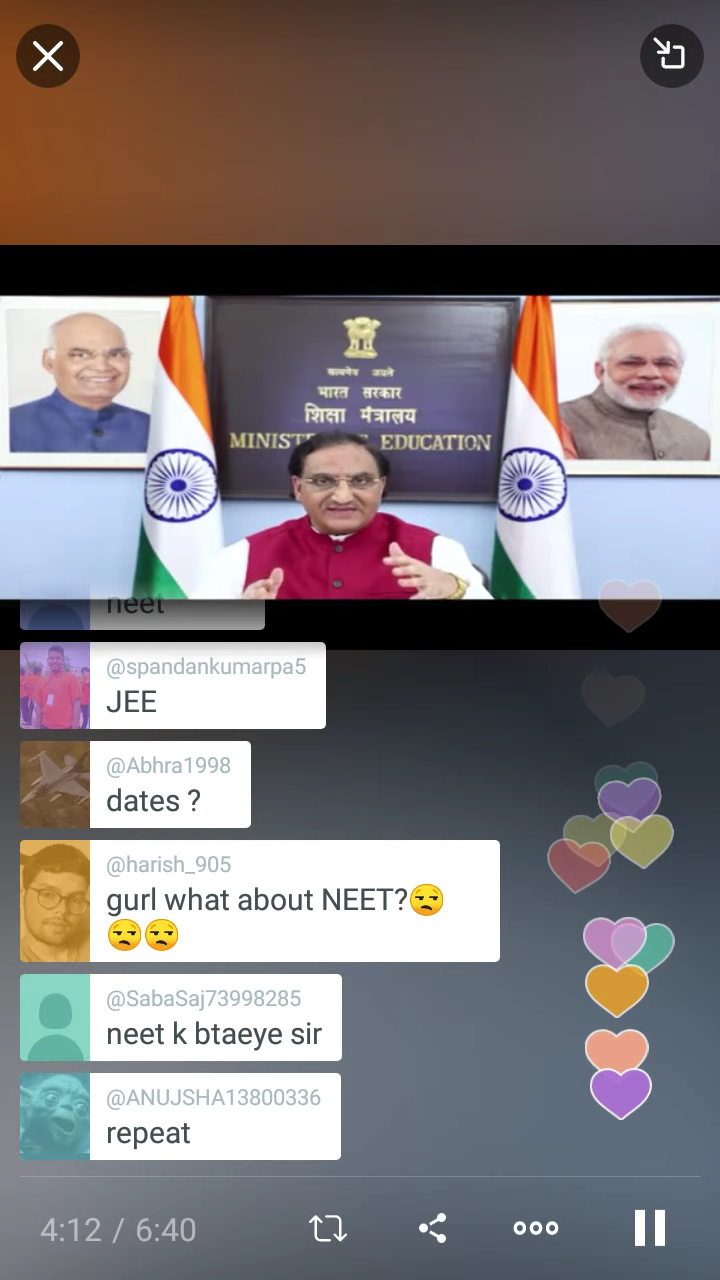 सत्यमेव जयते
भारत सरकार
शिक्षा मंत्रालय
EDUCATION
neet
@spandankumarpa5
JEE
@Abhra1998
dates ?
@harish_905
gurl what about NEET?😒
😒😒
@SabaSaj73998285
neet k btaeye sir
@ANUJSHA13800336
repeat
4:12 / 6:40